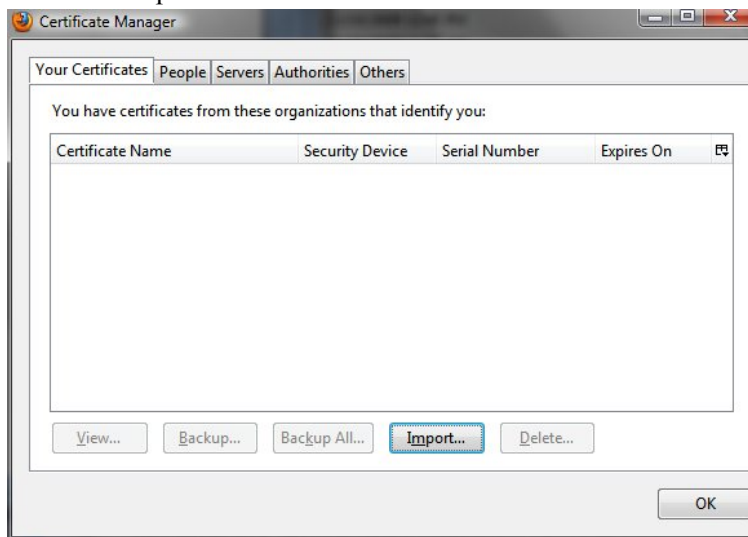 Certificate Manager
Your Certificates People Servers Authorities Others
You have certificates from these organizations that identify you:
Certificate Name Security Device Serial Number Expires On
View... Backup... Backup All... Import... Delete...
OK